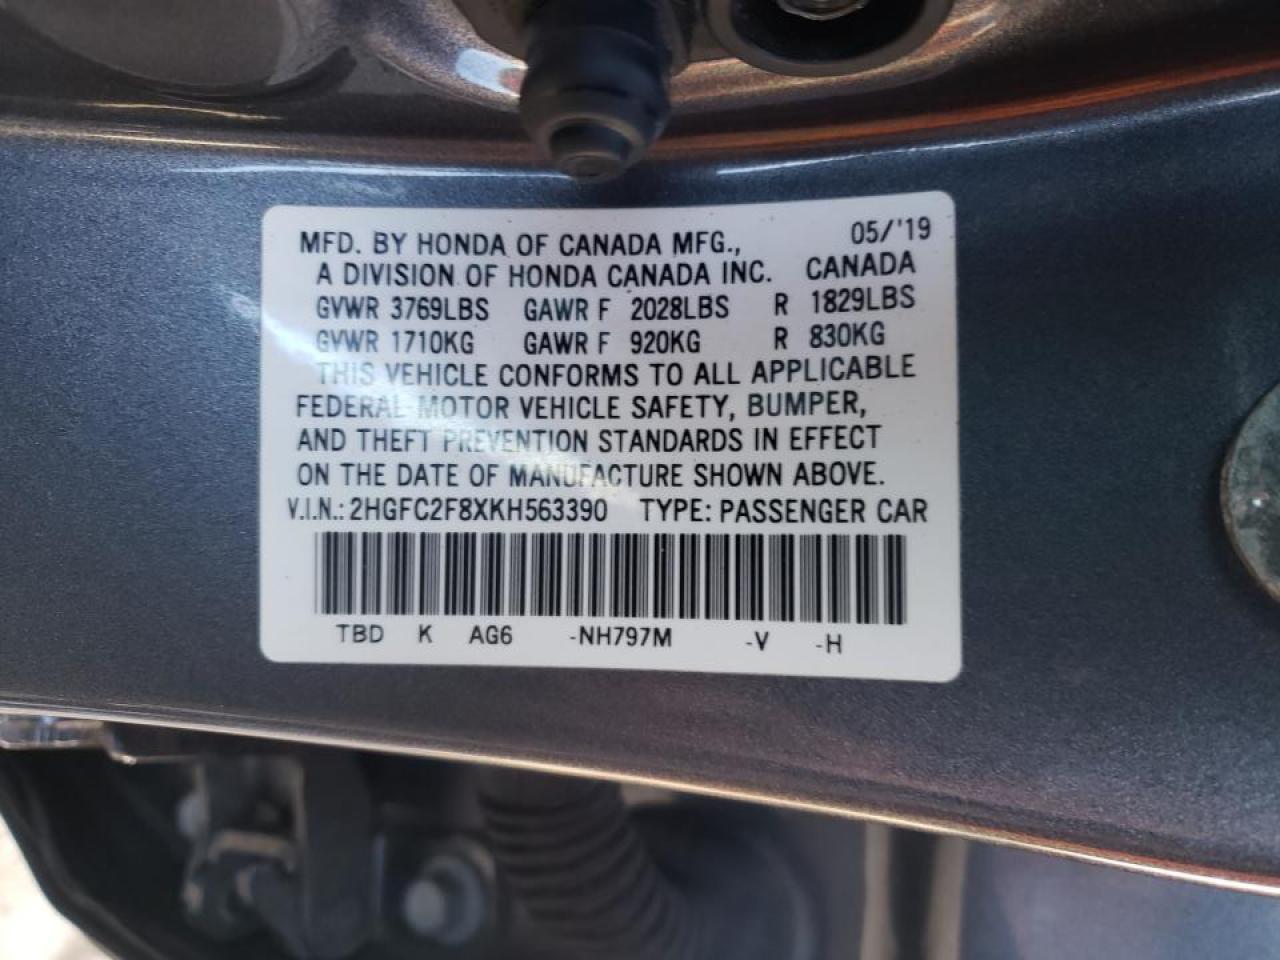 MFD. BY HONDA OF CANADA MFG., 05/'19
A DIVISION OF HONDA CANADA INC. CANADA
GVWR 3769LBS GAWR F 2028LBS R 1829LBS
GVWR 1710KG GAWR F 920KG R 830KG
THIS VEHICLE CONFORMS TO ALL APPLICABLE
FEDERAL MOTOR VEHICLE SAFETY, BUMPER,
AND THEFT PREVENTION STANDARDS IN EFFECT
ON THE DATE OF MANUFACTURE SHOWN ABOVE.
V.I.N.: 2HGFC2F8XKH563390 TYPE: PASSENGER CAR
TBD K AG6 -NH797M -V -H